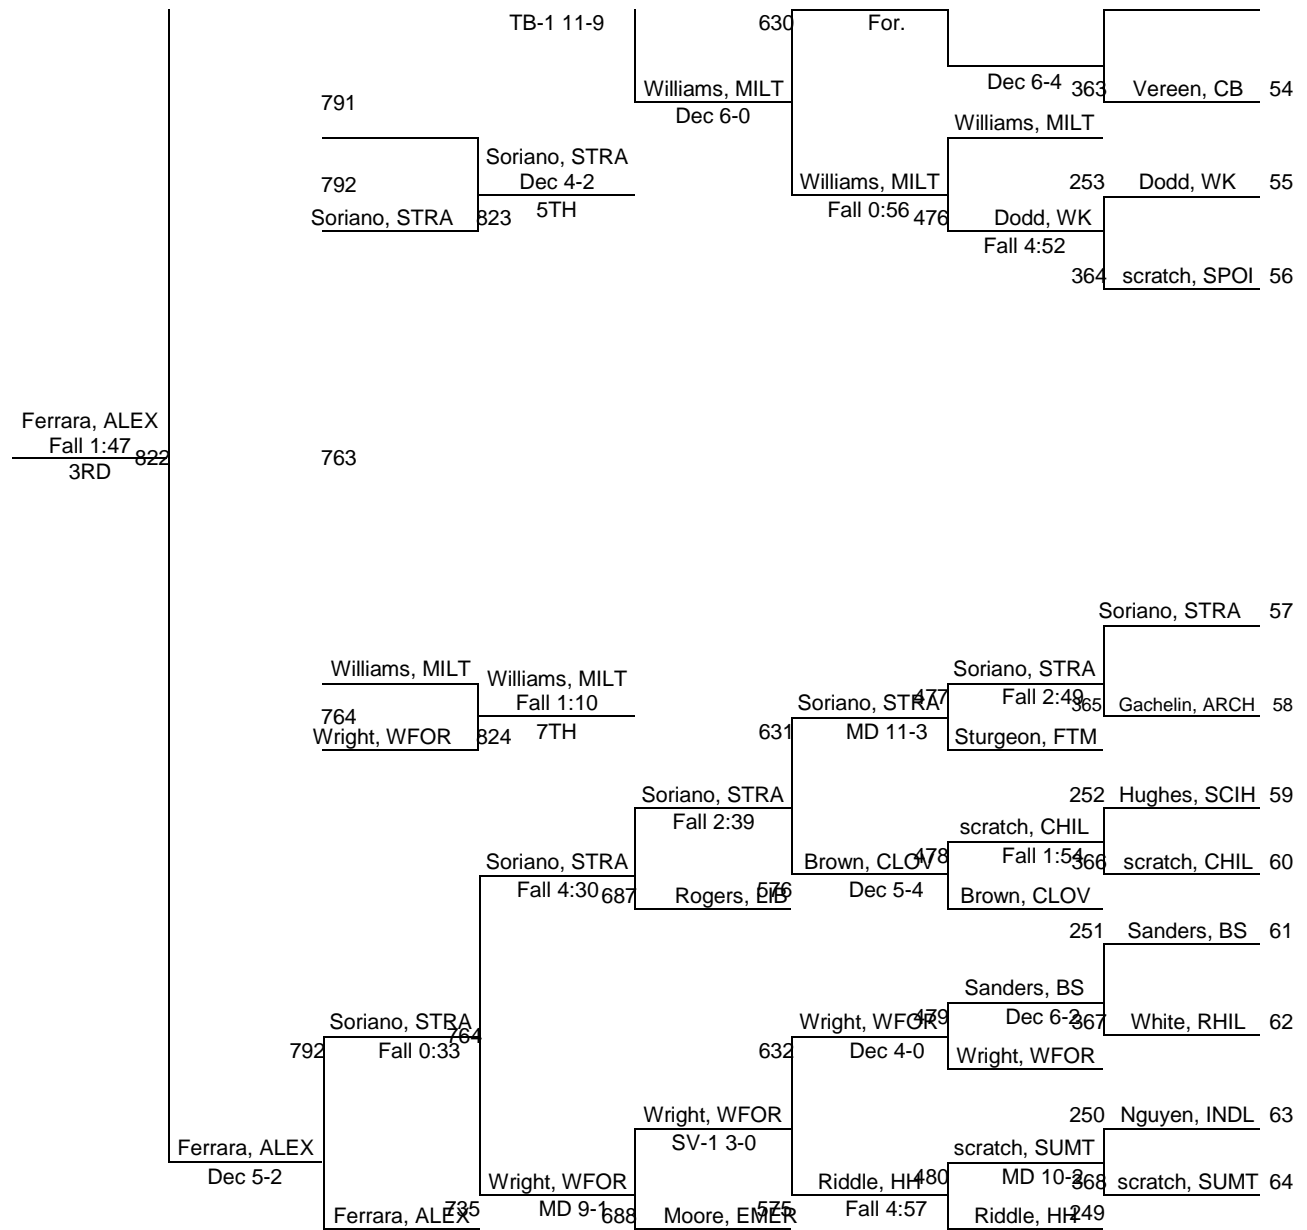 TB-1 11-9
630
For.
Williams, MILT
Dec 6-0
Dec 6-4
363
Vereen, CB
54
791
Williams, MILT
Soriano, STRA
Dec 4-2
5TH
792
Soriano, STRA
823
Williams, MILT
Fall 0:56
476
253
Dodd, WK
55
Dodd, WK
Fall 4:52
364
scratch, SPOI
56
Ferrara, ALEX
Fall 1:47
3RD
822
763
Soriano, STRA
57
Williams, MILT
Williams, MILT
Fall 1:10
7TH
764
Wright, WFOR
824
631
Soriano, STRA
MD 11-3
477
Soriano, STRA
Fall 2:49
365
Gachelin, ARCH
58
Sturgeon, FTM
Soriano, STRA
Fall 2:39
252
Hughes, SCIH
59
scratch, CHIL
Fall 1:54
366
scratch, CHIL
60
Soriano, STRA
Fall 4:30
687
Rogers, LIB
576
Brown, CLOV
Dec 5-4
478
Brown, CLOV
251
Sanders, BS
61
Sanders, BS
Dec 6-2
367
White, RHIL
62
792
Soriano, STRA
Fall 0:33
764
632
Wright, WFOR
Dec 4-0
479
Wright, WFOR
Wright, WFOR
SV-1 3-0
250
Nguyen, INDL
63
Ferrara, ALEX
Dec 5-2
scratch, SUMT
MD 10-2
368
scratch, SUMT
64
Wright, WFOR
MD 9-1
688
Riddle, HH
Fall 4:57
480
Ferrara, ALEX
735
Moore, EMER
575
Riddle, HH
249